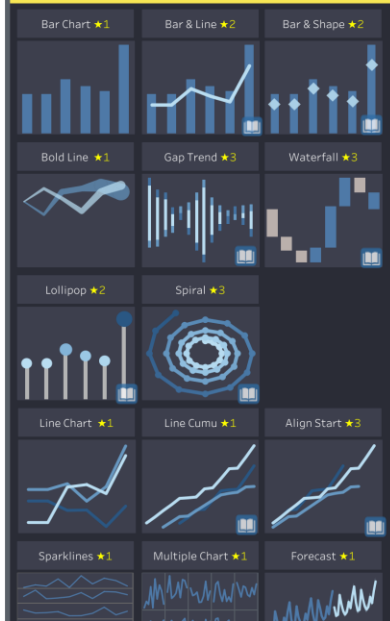 Bar Chart ★1
Bar & Line ★2
Bar & Shape ★2
Bold Line ★1
Gap Trend ★3
Waterfall ★3
Lollipop ★2
Spiral ★3
Line Chart ★1
Line Cumu ★1
Align Start ★3
Sparklines ★1
Multiple Chart ★1
Forecast ★1